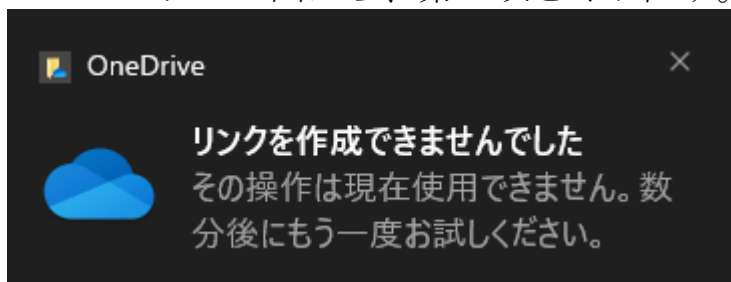 OneDrive
リンクを作成できませんでした
その操作は現在使用できません。数
分後にもう一度お試しください。